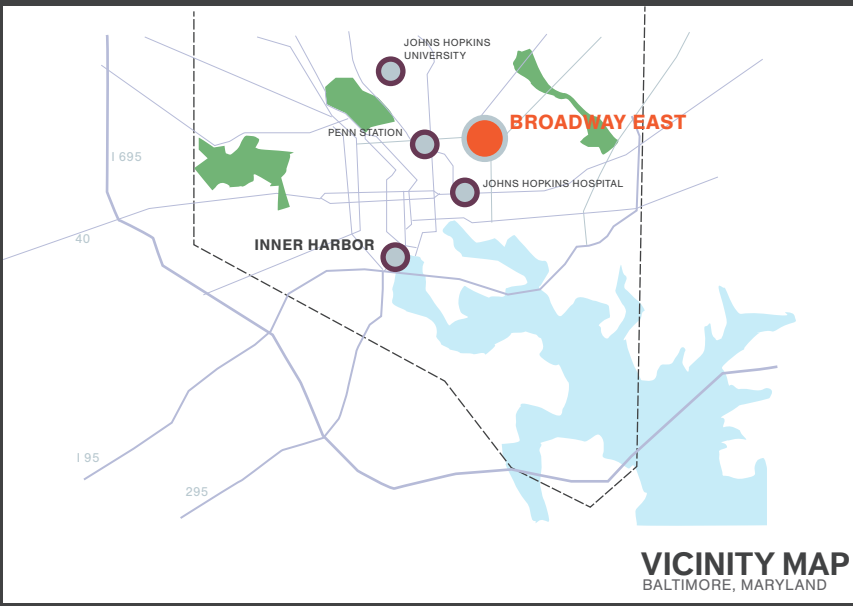 JOHNS HOPKINS
UNIVERSITY
BROADWAY EAST
PENN STATION
I 695
JOHNS HOPKINS HOSPITAL
40
INNER HARBOR
I 95
295
VICINITY MAP
BALTIMORE, MARYLAND